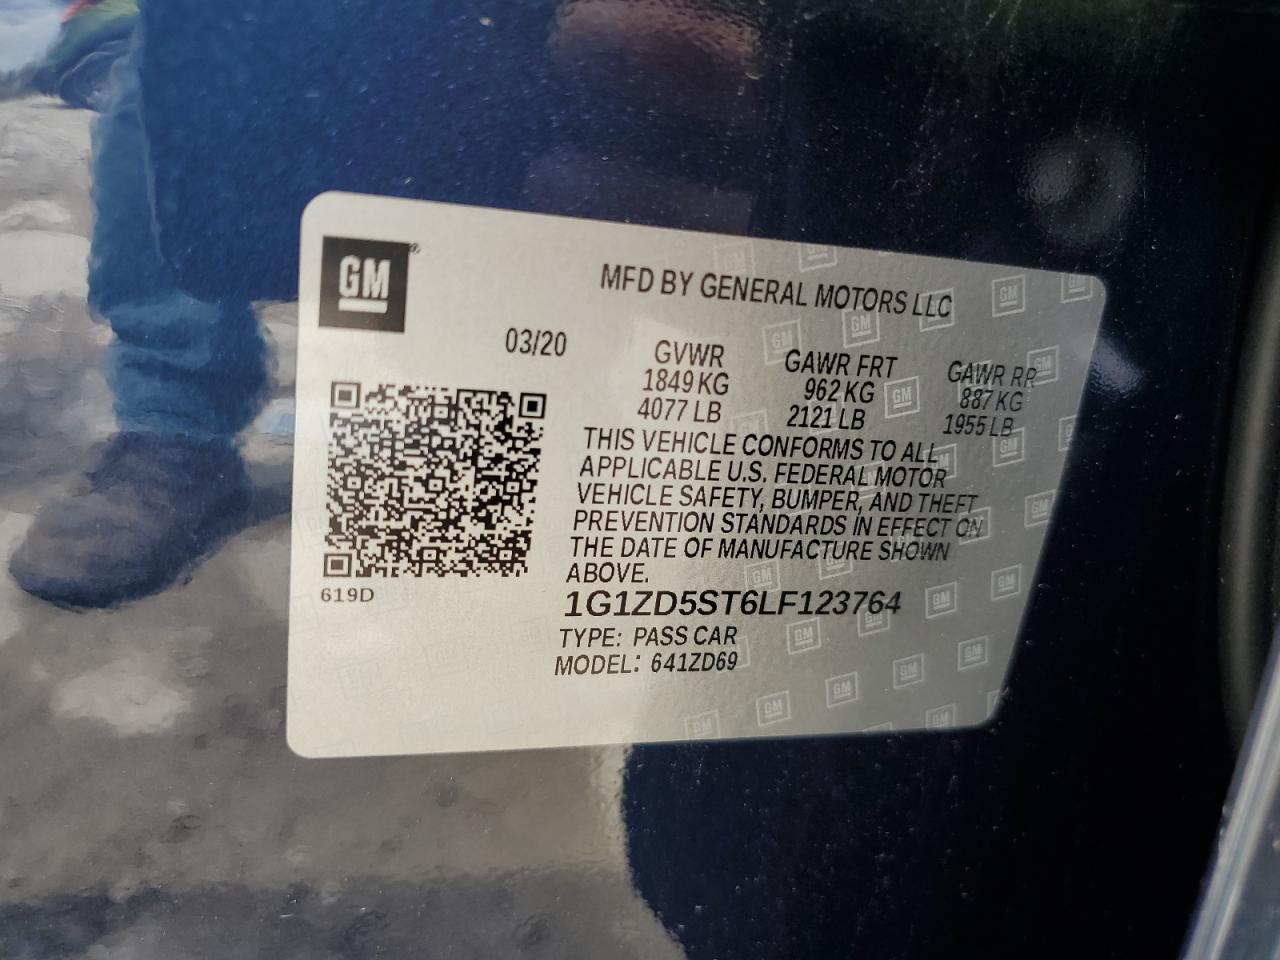 GM
MFD BY GENERAL MOTORS LLC
03/20
GVWR GAWR FRT GAWR RR
1849 KG 962 KG 887 KG
4077 LB 2121 LB 1955 LB
THIS VEHICLE CONFORMS TO ALL
APPLICABLE U.S. FEDERAL MOTOR
VEHICLE SAFETY, BUMPER, AND THEFT
PREVENTION STANDARDS IN EFFECT ON
THE DATE OF MANUFACTURE SHOWN
ABOVE.
619D
1G1ZD5ST6LF123764
TYPE: PASS CAR
MODEL: 641ZD69